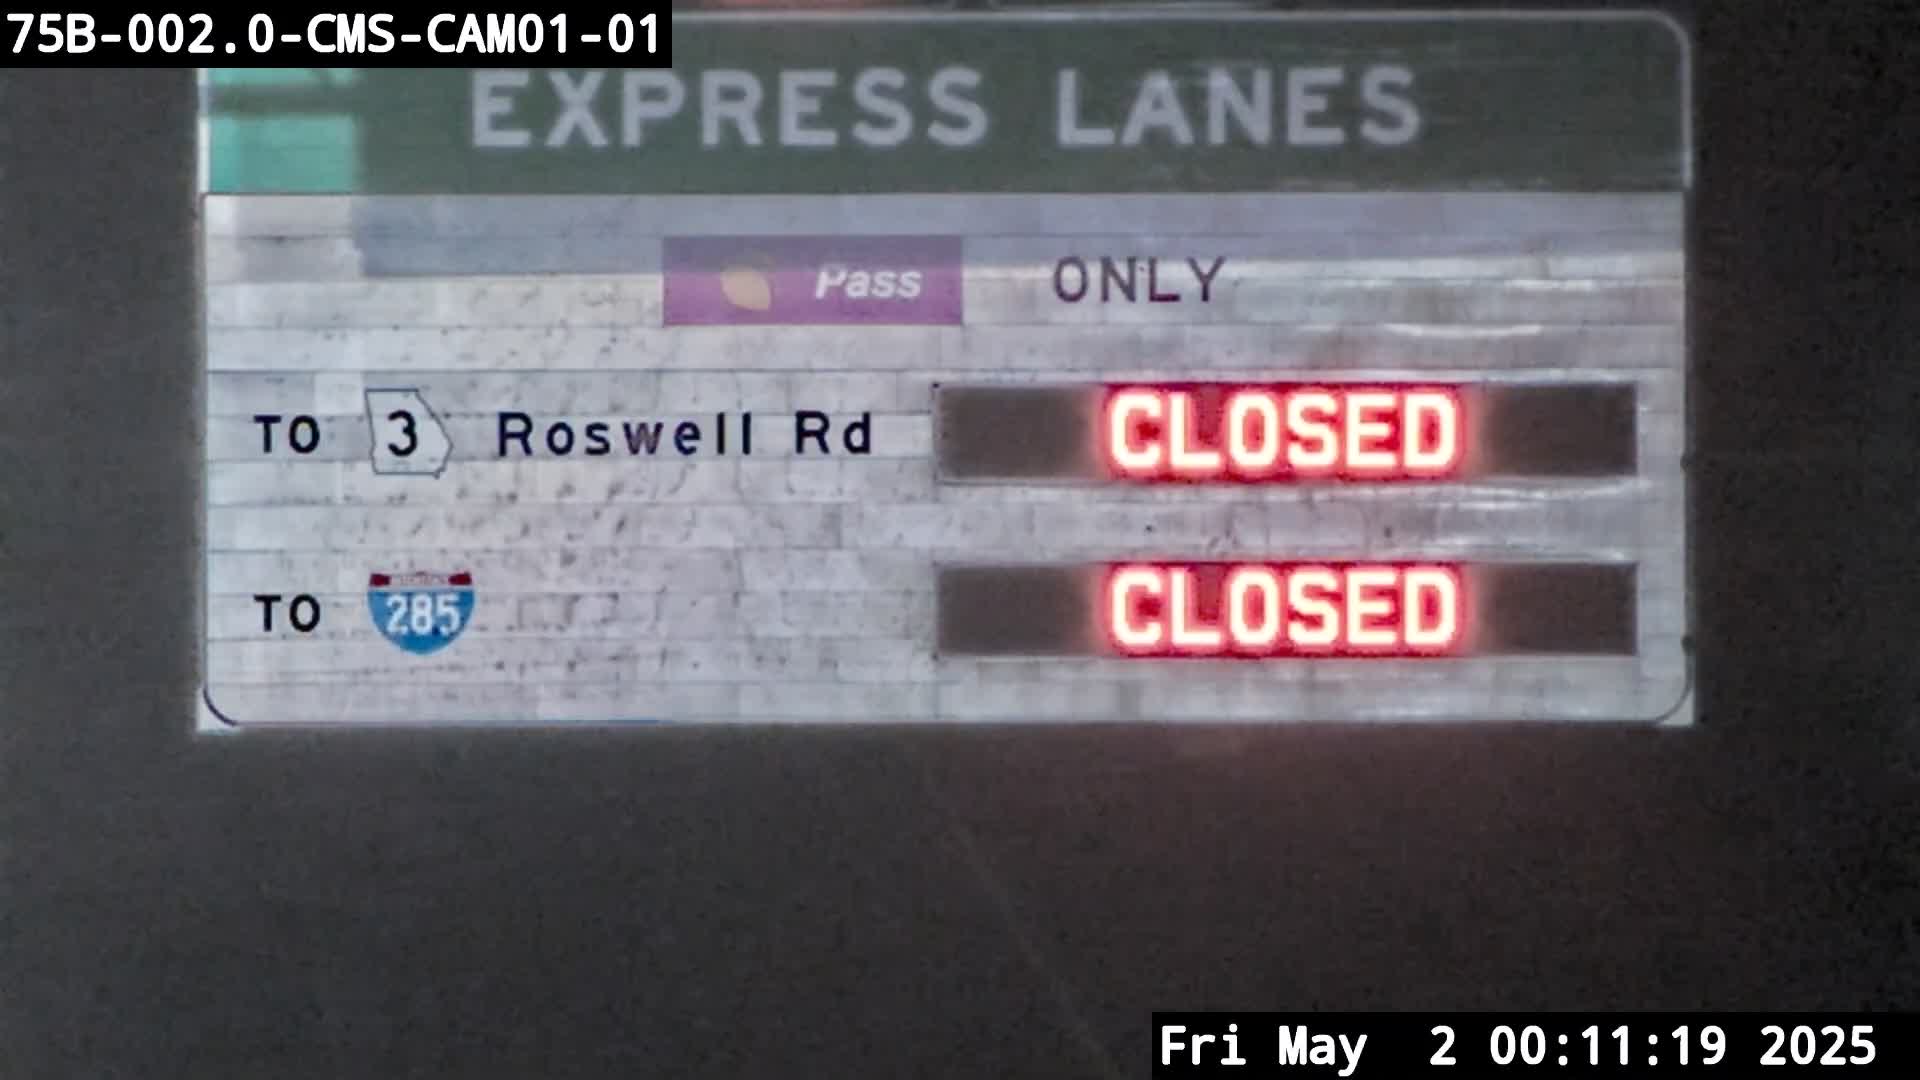 75B-002.0-CMS-CAM01-01
EXPRESS LANES
Pass ONLY
TO 3 Roswell Rd CLOSED
TO 285 CLOSED
Fri May 2 00:11:19 2025